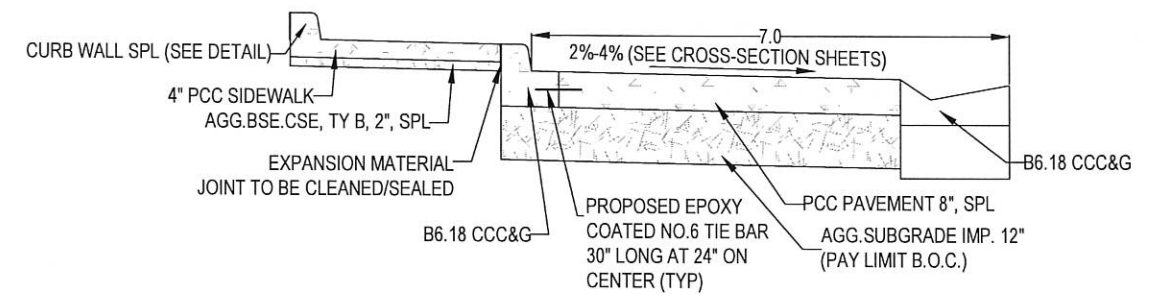 7.0
2%-4% (SEE CROSS-SECTION SHEETS)
CURB WALL SPL (SEE DETAIL)
4" PCC SIDEWALK
AGG.BSE.CSE, TY B, 2", SPL
EXPANSION MATERIAL
JOINT TO BE CLEANED/SEALED
B6.18 CCC&G
PROPOSED EPOXY
COATED NO.6 TIE BAR
30" LONG AT 24" ON
CENTER (TYP)
PCC PAVEMENT 8", SPL
AGG.SUBGRADE IMP. 12"
(PAY LIMIT B.O.C.)
B6.18 CCC&G